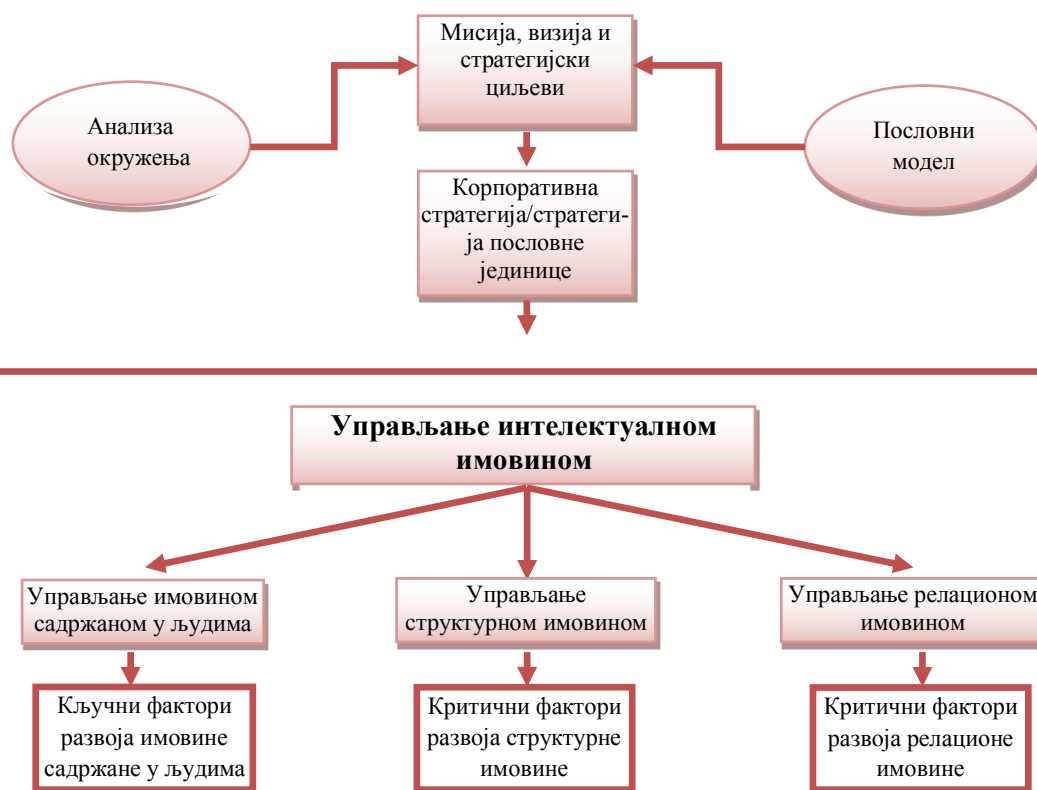 Мисија, визија и
стратегијски
циљеви
Анализа
окружења
Пословни
модел
Корпоративна
стратегија/стратеги-
ја пословне
јединице
Управљање интелектуалном
имовином
Управљање имовином
садржаном у људима
Управљање
структурном имовином
Управљање релационом
имовином
Кључни фактори
развоја имовине
садржане у људима
Критични фактори
развоја структурне
имовине
Критични фактори
развоја релационе
имовине